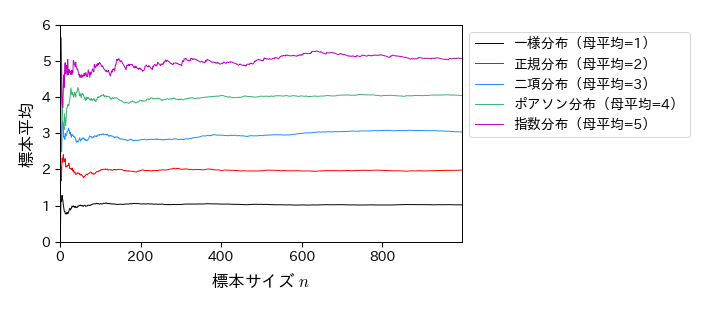 6
5
4
3
2
1
0
標本平均
0
200
400
600
800
標本サイズ n
一様分布（母平均=1）
正規分布（母平均=2）
二項分布（母平均=3）
ポアソン分布（母平均=4）
指数分布（母平均=5）